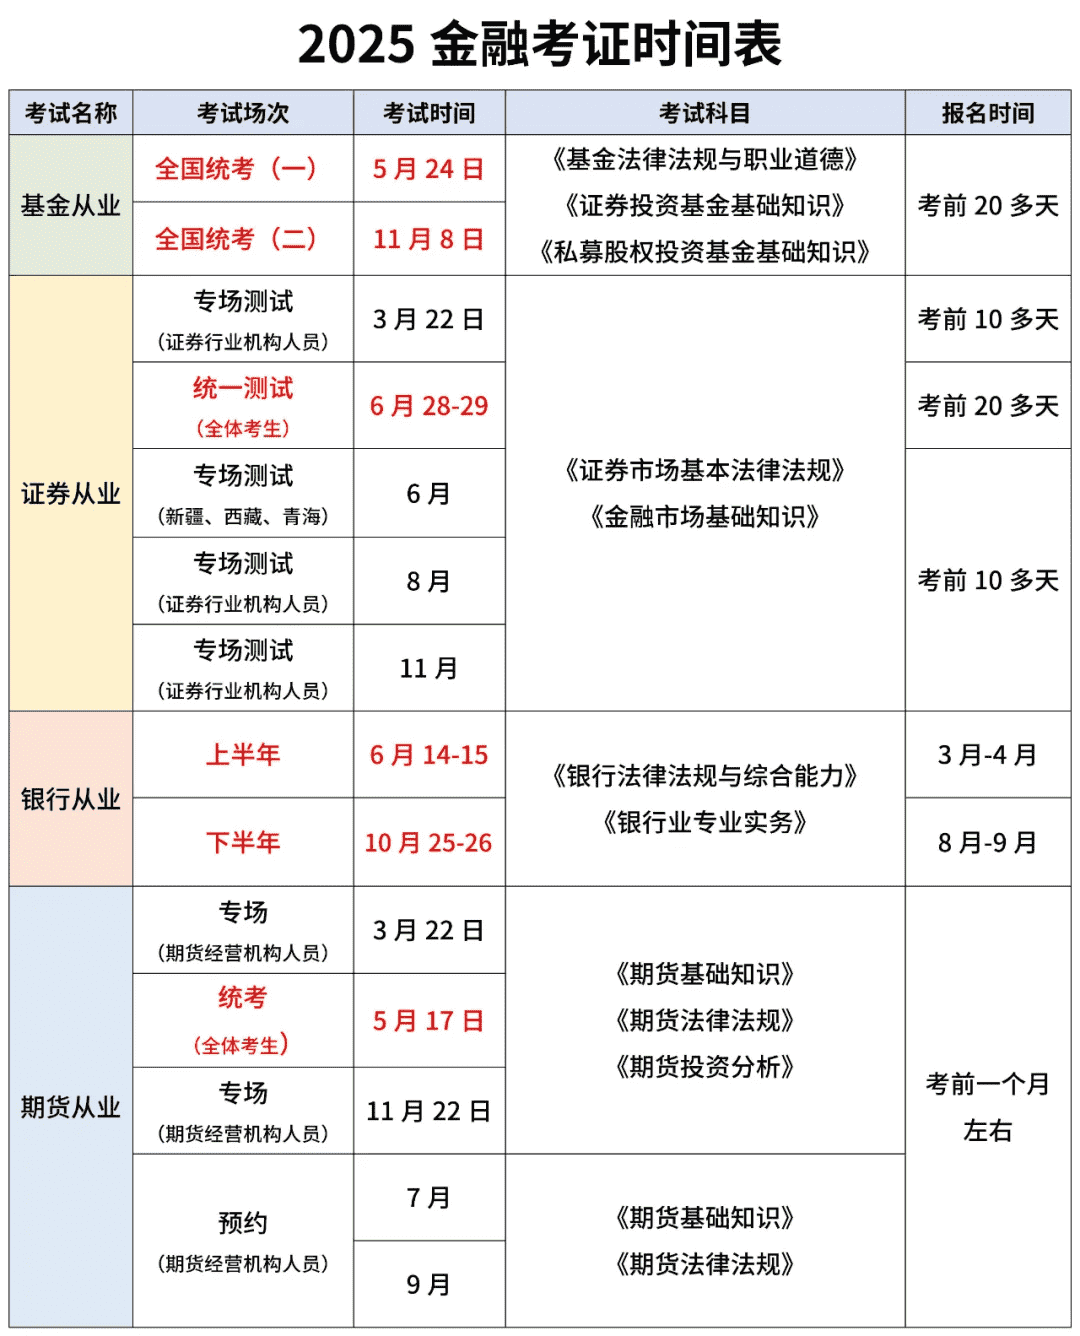 2025 金融考证时间表
考试名称 考试场次 考试时间 考试科目 报名时间
基金从业
全国统考（一） 5 月 24 日
全国统考（二） 11 月 8 日
《基金法律法规与职业道德》
《证券投资基金基础知识》
《私募股权投资基金基础知识》
考前 20 多天
证券从业
专场测试
（证券行业机构人员）
3 月 22 日
考前 10 多天
统一测试
（全体考生）
6 月 28-29
考前 20 多天
专场测试
（新疆、西藏、青海）
6 月
专场测试
（证券行业机构人员）
8 月
专场测试
（证券行业机构人员）
11 月
《证券市场基本法律法规》
《金融市场基础知识》
考前 10 多天
银行从业
上半年 6 月 14-15
下半年 10 月 25-26
《银行法律法规与综合能力》
《银行业专业实务》
3 月-4 月
8 月-9 月
期货从业
专场
（期货经营机构人员）
3 月 22 日
统考
（全体考生）
5 月 17 日
专场
（期货经营机构人员）
11 月 22 日
《期货基础知识》
《期货法律法规》
《期货投资分析》
预约
（期货经营机构人员）
7 月
9 月
《期货基础知识》
《期货法律法规》
考前一个月
左右